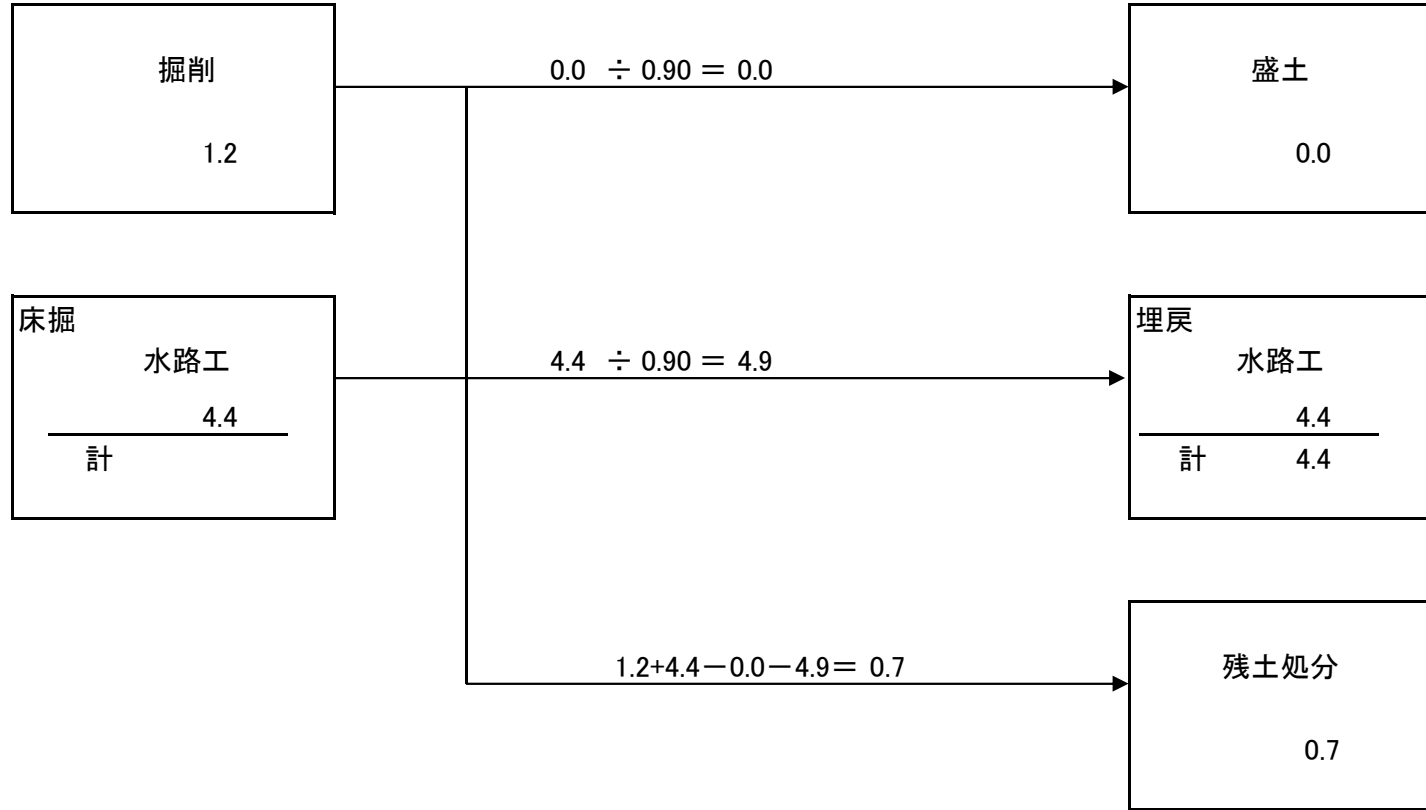 掘削
1.2
0.0 ÷ 0.90 = 0.0
盛土
0.0
床掘
水路工
4.4
計
4.4 ÷ 0.90 = 4.9
埋戻
水路工
4.4
計 4.4
1.2+4.4-0.0-4.9= 0.7
残土処分
0.7